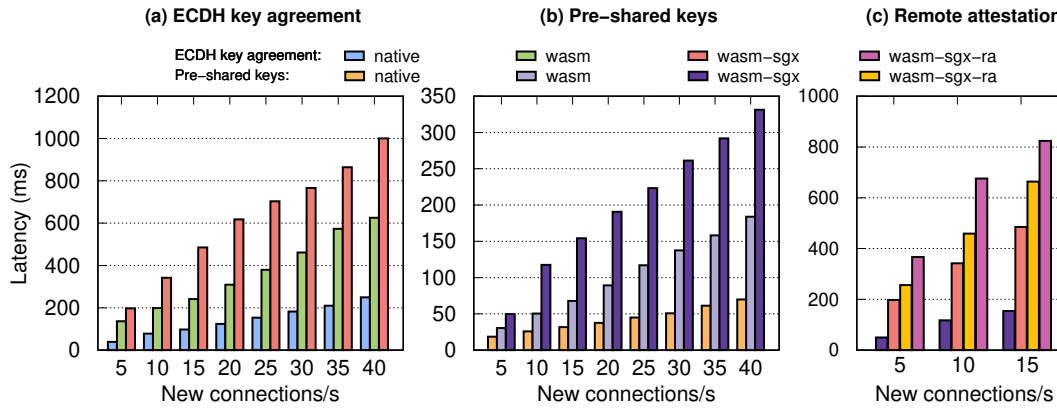 (a) ECDH key agreement (b) Pre-shared keys (c) Remote attestation
ECDH key agreement: native wasm wasm-sgx wasm-sgx-ra
Pre-shared keys: native wasm wasm-sgx wasm-sgx-ra
Latency (ms)
1200
1000
800
600
400
200
0
5 10 15 20 25 30 35 40
New connections/s
350
300
250
200
150
100
50
0
5 10 15 20 25 30 35 40
New connections/s
1000
800
600
400
200
0
5 10 15
New connections/s